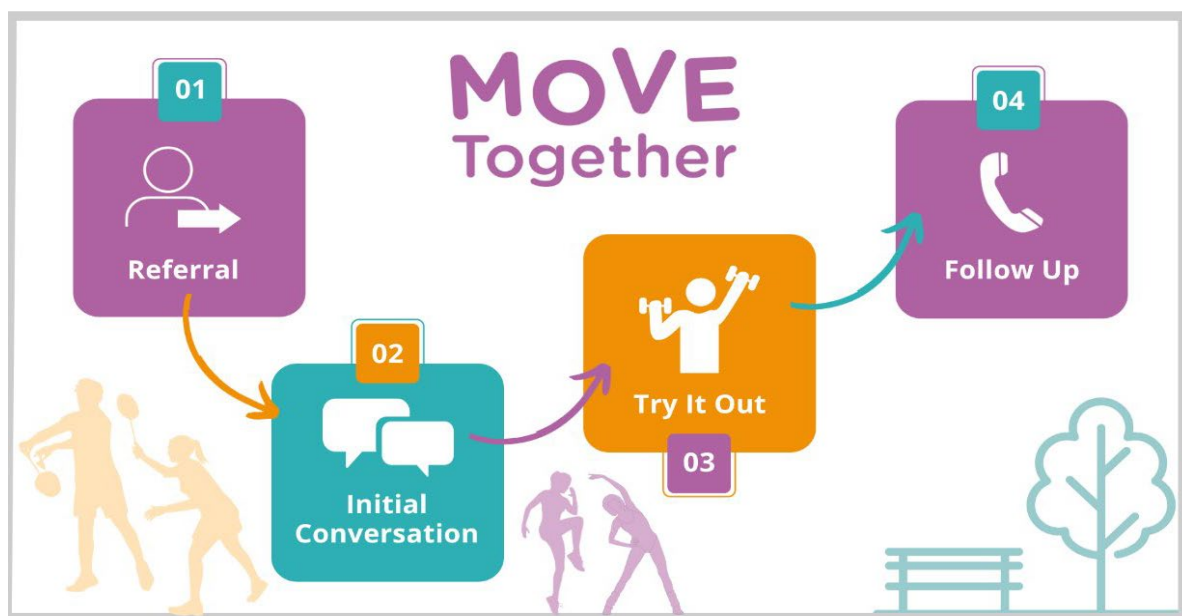 MOVE
Together
01
Referral
02
Initial
Conversation
Try It Out
03
04
Follow Up